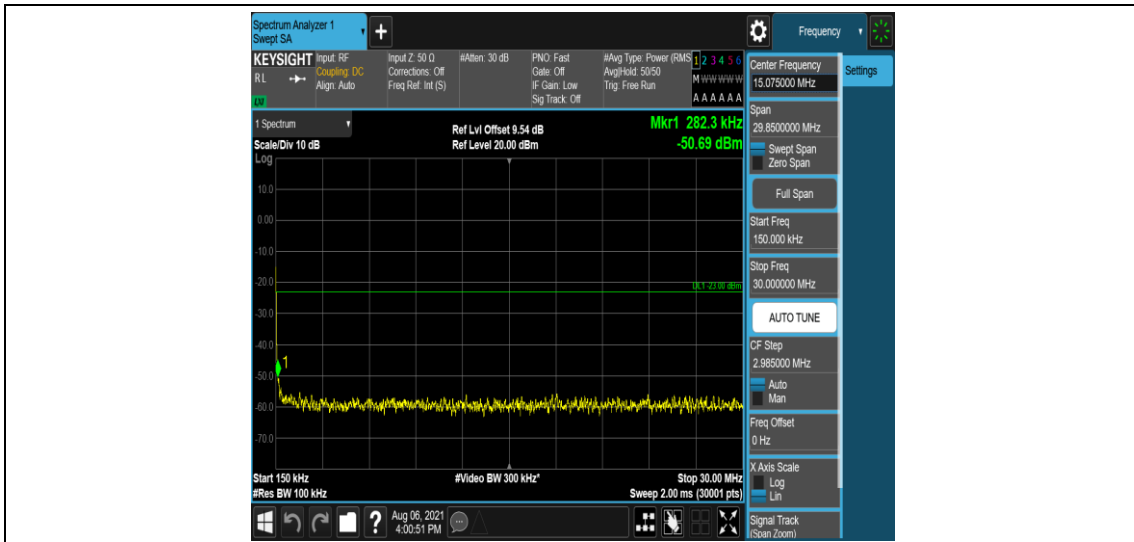 Spectrum Analyzer 1
Swept SA
+
Frequency
KEYSIGHT
RL
LM
Input: RF
Coupling: DC
Align: Auto
Input Z: 50 Ω
Corrections: Off
Freq Ref: Int (S)
#Atten: 30 dB
PNO: Fast
Gate: Off
IF Gain: Low
Sig Track: Off
#Avg Type: Power (RMS
Avg|Hold: 50/50
Trig: Free Run
1 2 3 4 5 6
M W W W W W
A A A A A A
1 Spectrum
Scale/Div 10 dB
Log
Ref Lvl Offset 9.54 dB
Ref Level 20.00 dBm
Mkr1 282.3 kHz
-50.69 dBm
10.0
0.00
-10.0
-20.0
DL1 -23.00 dBm
-30.0
-40.0
1
-50.0
-60.0
-70.0
Start 150 kHz
#Res BW 100 kHz
#Video BW 300 kHz*
Stop 30.00 MHz
Sweep 2.00 ms (30001 pts)
?
Aug 06, 2021
4:00:51 PM
Center Frequency
15.075000 MHz
Settings
Span
29.8500000 MHz
Swept Span
Zero Span
Full Span
Start Freq
150.000 kHz
Stop Freq
30.000000 MHz
AUTO TUNE
CF Step
2.985000 MHz
Auto
Man
Freq Offset
0 Hz
X Axis Scale
Log
Lin
Signal Track
(Span Zoom)